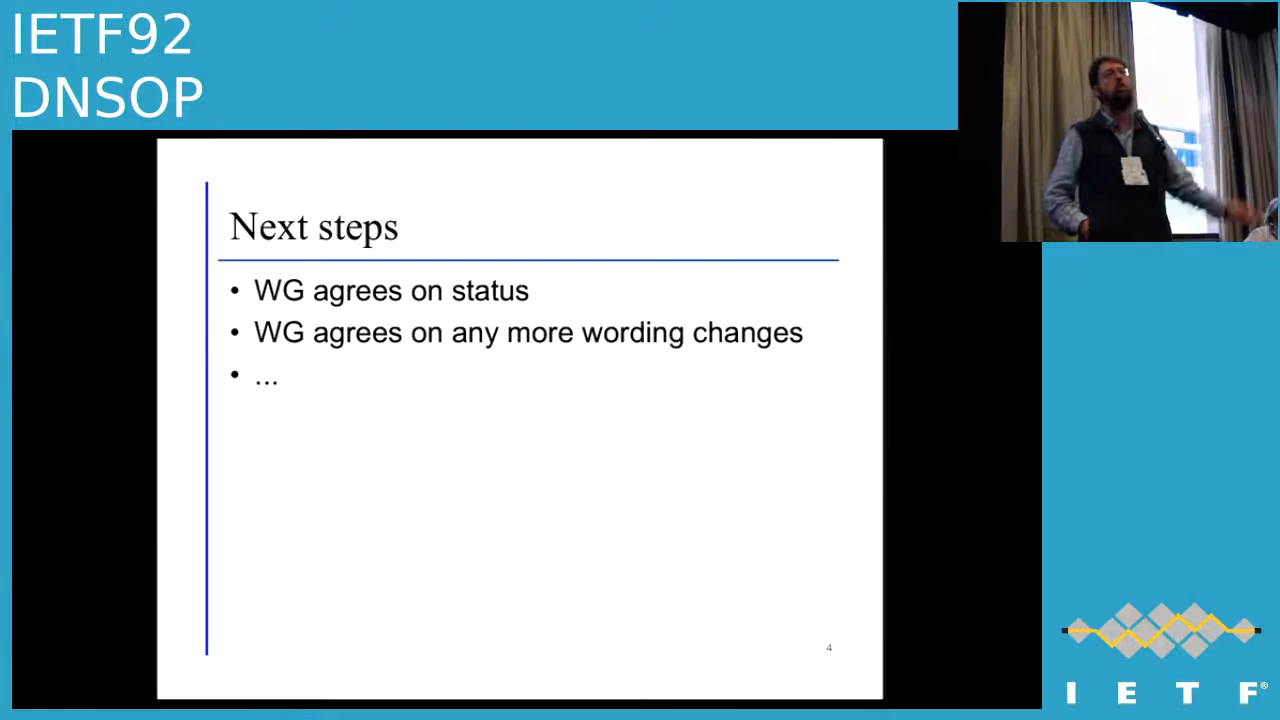 IETF92
DNSOP
Next steps
• WG agrees on status
• WG agrees on any more wording changes
• ...
4
I E T F®